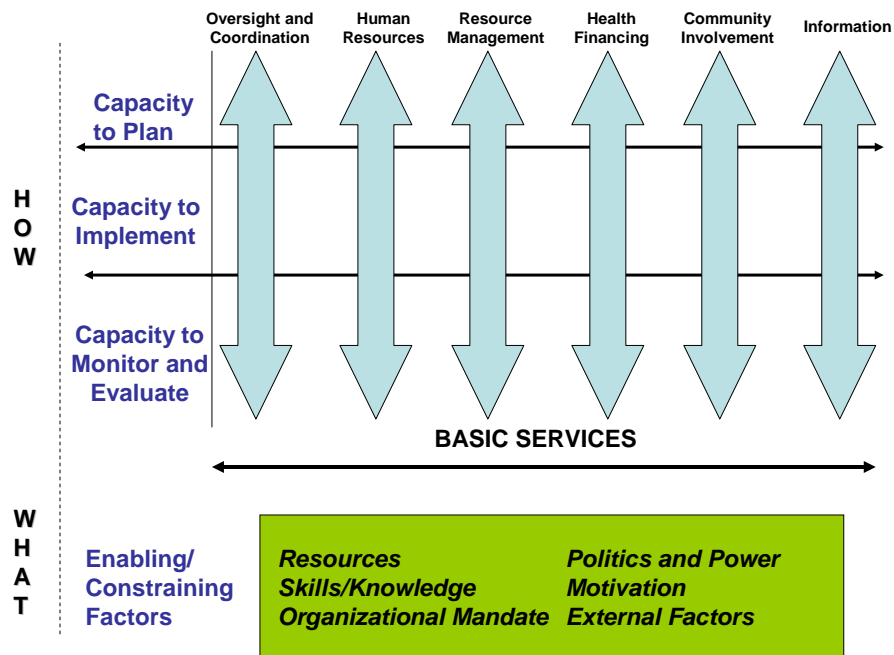 Oversight and
Coordination
Human
Resources
Resource
Management
Health
Financing
Community
Involvement
Information
Capacity
to Plan
HOW
Capacity to
Implement
Capacity to
Monitor and
Evaluate
BASIC SERVICES
WHAT
Enabling/
Constraining
Factors
Resources
Skills/Knowledge
Organizational Mandate
Politics and Power
Motivation
External Factors